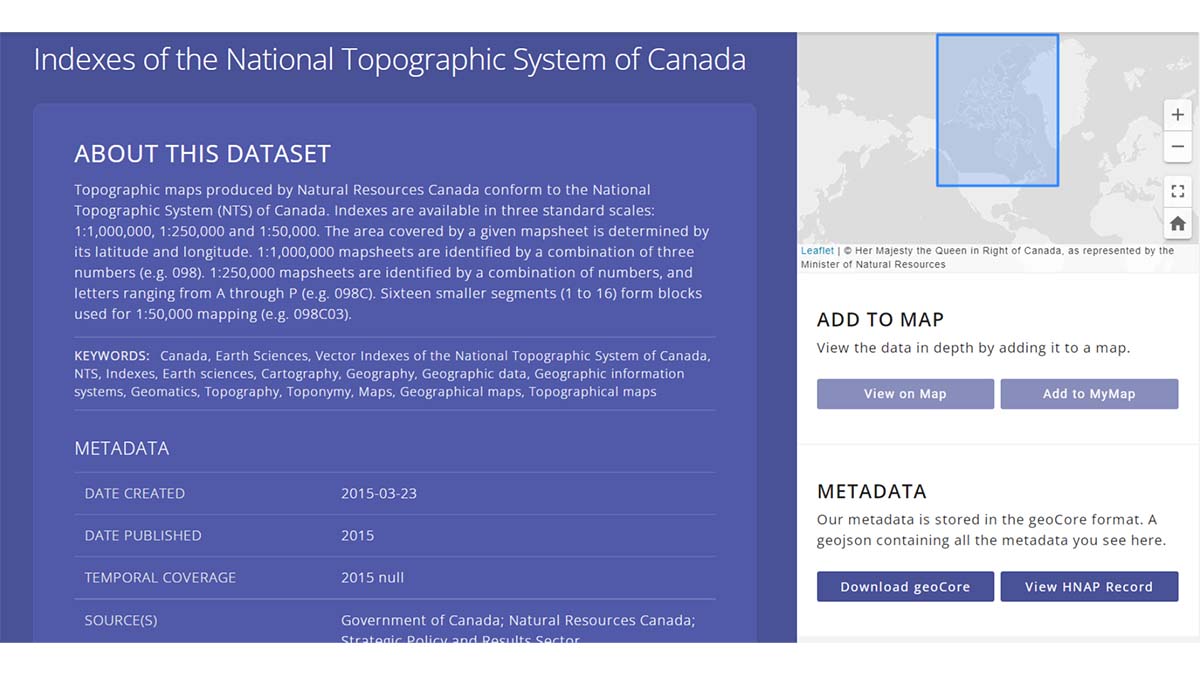 Indexes of the National Topographic System of Canada
ABOUT THIS DATASET
Topographic maps produced by Natural Resources Canada conform to the National
Topographic System (NTS) of Canada. Indexes are available in three standard scales:
1:1,000,000, 1:250,000 and 1:50,000. The area covered by a given mapsheet is determined by
its latitude and longitude. 1:1,000,000 mapsheets are identified by a combination of three
numbers (e.g. 098). 1:250,000 mapsheets are identified by a combination of numbers, and
letters ranging from A through P (e.g. 098C). Sixteen smaller segments (1 to 16) form blocks
used for 1:50,000 mapping (e.g. 098C03).
KEYWORDS: Canada, Earth Sciences, Vector Indexes of the National Topographic System of Canada,
NTS, Indexes, Earth sciences, Cartography, Geography, Geographic data, Geographic information
systems, Geomatics, Topography, Toponymy, Maps, Geographical maps, Topographical maps
METADATA
DATE CREATED 2015-03-23
DATE PUBLISHED 2015
TEMPORAL COVERAGE 2015 null
SOURCE(S) Government of Canada; Natural Resources Canada;
Strategic Policy and Results Sector
+
−
Leaflet | © Her Majesty the Queen in Right of Canada, as represented by the
Minister of Natural Resources
ADD TO MAP
View the data in depth by adding it to a map.
View on Map
Add to MyMap
METADATA
Our metadata is stored in the geoCore format. A
geojson containing all the metadata you see here.
Download geoCore
View HNAP Record